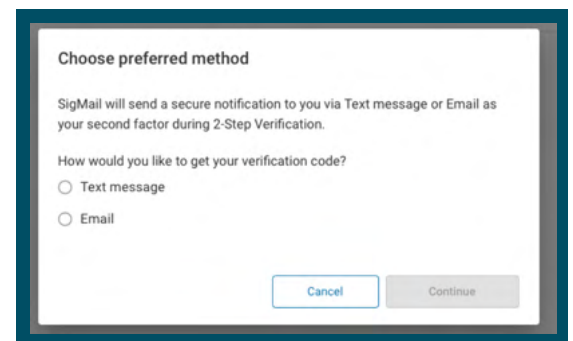 Choose preferred method
SigMail will send a secure notification to you via Text message or Email as
your second factor during 2-Step Verification.
How would you like to get your verification code?
Text message
Email
Cancel
Continue